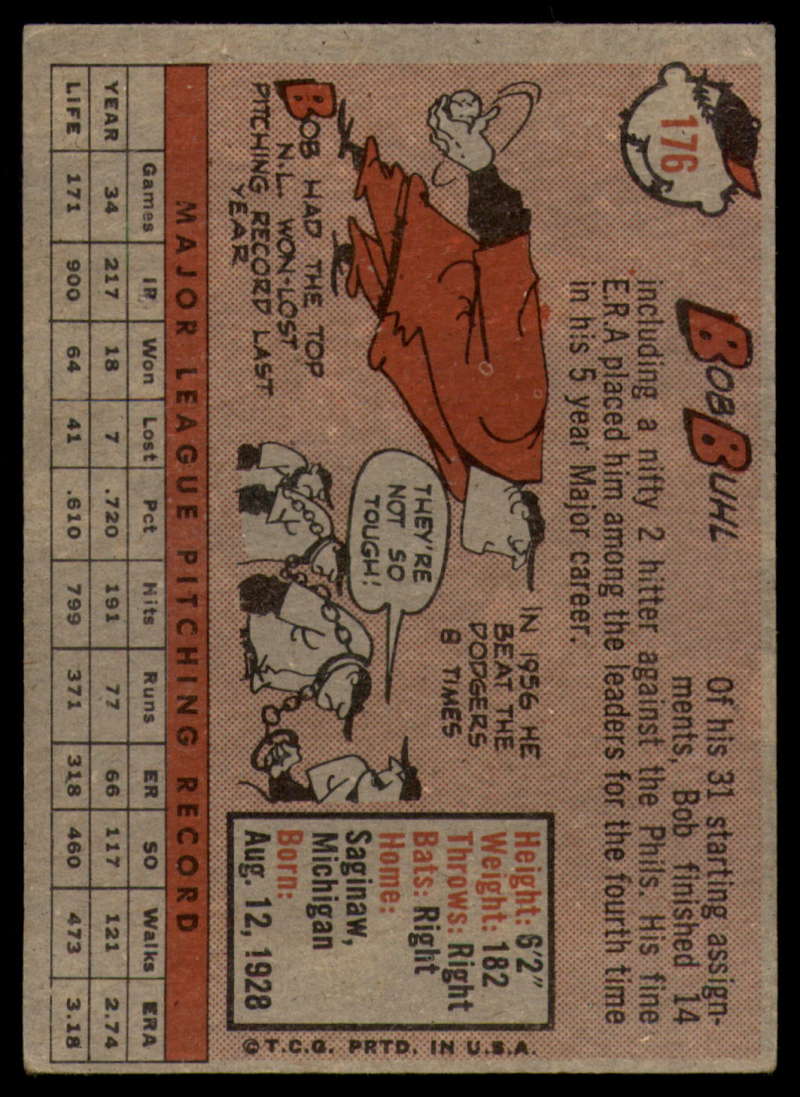 176
BOB BUHL
Of his 31 starting assign-
ments, Bob finished 14
including a nifty 2 hitter against the Phils. His fine
E.R.A placed him among the leaders for the fourth time
in his 5 year Major career.
BOB HAD THE TOP
N.L. WON-LOST
PITCHING RECORD LAST
YEAR
THEY'RE
NOT SO
TOUGH!
IN 1956 HE
BEAT THE
DODGERS
8 TIMES
Height: 6'2"
Weight: 182
Throws: Right
Bats: Right
Home:
Saginaw,
Michigan
Born:
Aug. 12, 1928
MAJOR LEAGUE PITCHING RECORD
Games IP Won Lost Pct Hits Runs ER SO Walks ERA
YEAR 34 217 18 7 .720 191 77 66 117 121 2.74
LIFE 171 900 64 41 .610 799 371 318 460 473 3.18
©T.C.G. PRTD. IN U.S.A.